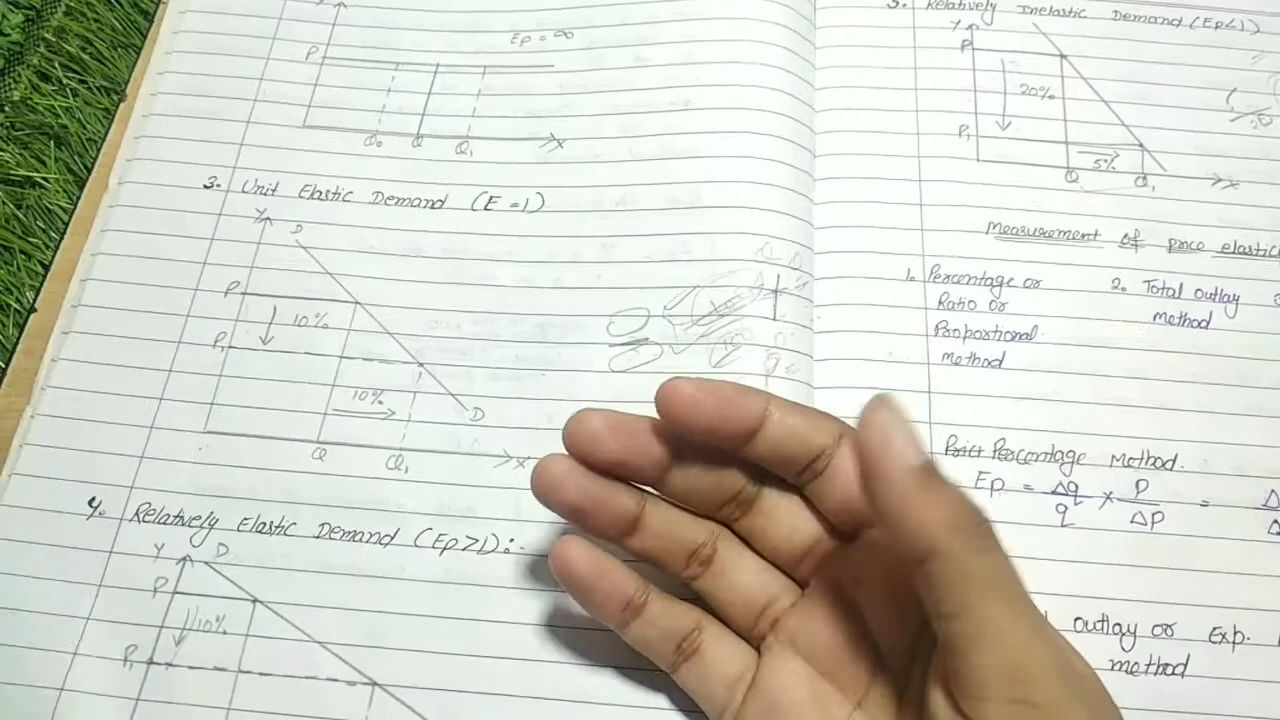 Ep = ∞
P
Q₀ Q Q₁ X
3. Unit Elastic Demand (E = 1)
Y D
P
10%
P₁
10%
D
Q Q₁ X
4. Relatively Elastic Demand (Ep>1):-
Y D
P
10%
P₁
5. Relatively Inelastic Demand (Ep<1)
Y
P
20%
P₁
5%
Q Q₁ X
Measurement of price elastic
1. Percentage or
Ratio or
Proportional
method
2. Total outlay
method
Percentage Method.
Ep = Δq/q × P/ΔP =
outlay or Exp.
method